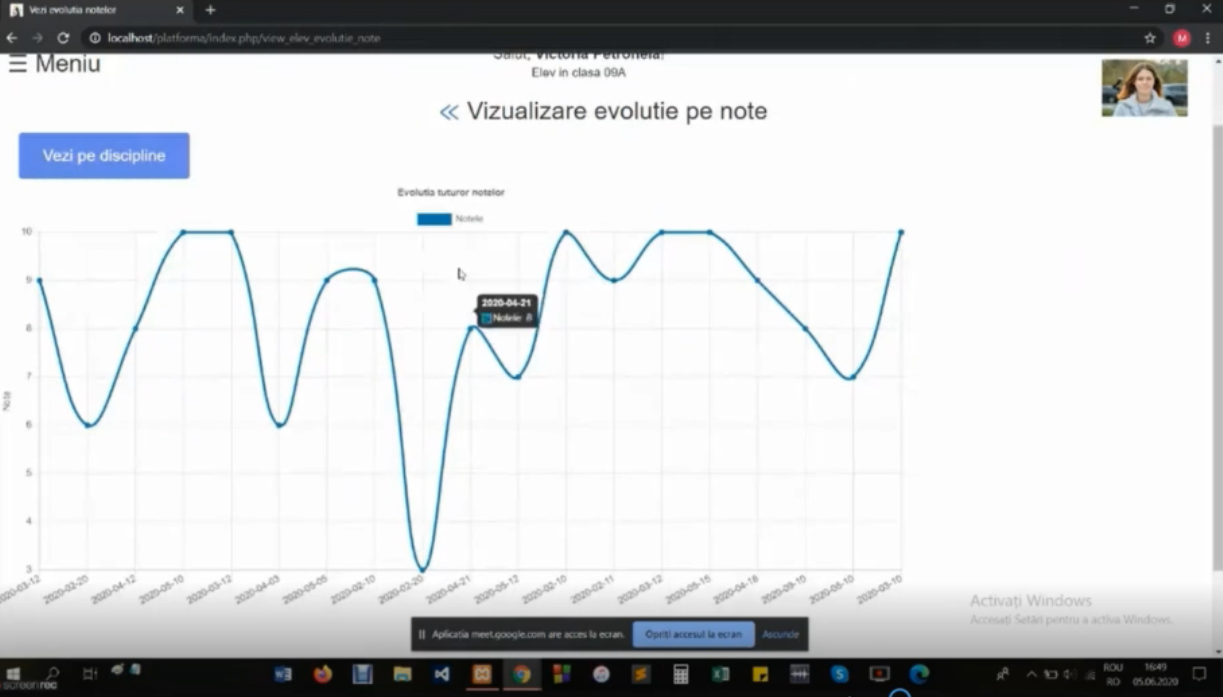 Vezi evolutia notelor
localhost/platforma/index.php/view_elev_evolutie_note
☰ Meniu
Salut, Victoria Petronela!
Elev in clasa 09A
« Vizualizare evolutie pe note
Vezi pe discipline
Evolutia tuturor notelor
Notele
10
9
8
7
6
5
4
3
Note
2020-04-21
Notele: 8
2020-03-12
2020-02-20
2020-04-12
2020-05-10
2020-03-12
2020-04-03
2020-05-05
2020-02-10
2020-02-20
2020-04-21
2020-05-12
2020-02-10
2020-02-11
2020-03-12
2020-05-15
2020-04-18
2020-09-10
2020-03-10
Activați Windows
Accesați Setări pentru a activa Windows.
Aplicația meet.google.com are acces la ecran.
Opriți accesul la ecran
Ascunde
screenrec
ROU
RO
16:49
05.06.2020